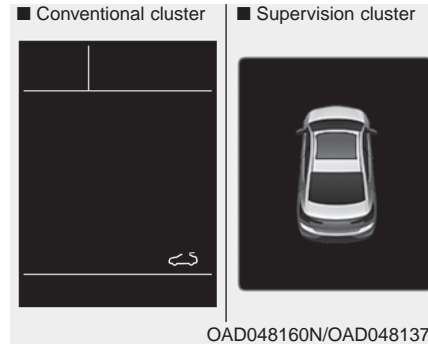 ■ Conventional cluster
■ Supervision cluster
OAD048160N/OAD048137